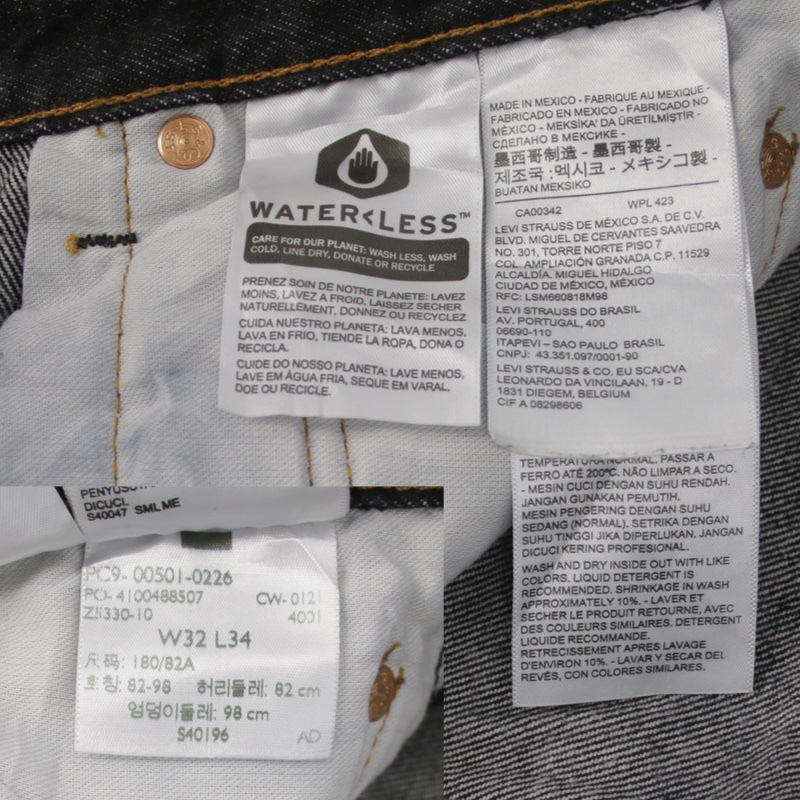 WATER<LESS™
CARE FOR OUR PLANET: WASH LESS, WASH
COLD, LINE DRY, DONATE OR RECYCLE
PRENEZ SOIN DE NOTRE PLANETE: LAVEZ
MOINS, LAVEZ A FROID, LAISSEZ SECHER
NATURELLEMENT, DONNEZ OU RECYCLEZ
CUIDA NUESTRO PLANETA: LAVA MENOS,
LAVA EN FRIO, TIENDE LA ROPA, DONA O
RECICLA.
CUIDE DO NOSSO PLANETA: LAVE MENOS,
LAVE EM ÁGUA FRIA, SEQUE EM VARAL,
DOE OU RECICLE.
MADE IN MEXICO - FABRIQUE AU MEXIQUE -
FABRICADO EN MÉXICO - FABRICADO NO
MÉXICO - MEKSİKA' DA ÜRETİLMİŞTİR -
СДЕЛАНО В МЕКСИКЕ -
墨西哥制造 - 墨西哥製 -
제조국 :멕시코 - メキシコ製 -
BUATAN MEKSIKO
CA00342 WPL 423
LEVI STRAUSS DE MÉXICO S.A. DE C.V.
BLVD. MIGUEL DE CERVANTES SAAVEDRA
NO. 301, TORRE NORTE PISO 7
COL. AMPLIACIÓN GRANADA C.P. 11529
ALCALDÍA. MIGUEL HIDALGO
CIUDAD DE MÉXICO, MÉXICO
RFC: LSM660818M98
LEVI STRAUSS DO BRASIL
AV. PORTUGAL, 400
06690-110
ITAPEVI – SAO PAULO BRASIL
CNPJ: 43.351.097/0001-90
LEVI STRAUSS & CO, EU SCA/CVA
LEONARDO DA VINCILAAN, 19 - D
1831 DIEGEM, BELGIUM
CIF A 08298606
TEMPERATURA NORMAL. PASSAR A
FERRO ATÉ 200ºC. NÃO LIMPAR A SECO.
- MESIN CUCI DENGAN SUHU RENDAH.
JANGAN GUNAKAN PEMUTIH.
MESIN PENGERING DENGAN SUHU
SEDANG (NORMAL). SETRIKA DENGAN
SUHU TINGGI JIKA DIPERLUKAN. JANGAN
DICUCI KERING PROFESIONAL.
WASH AND DRY INSIDE OUT WITH LIKE
COLORS. LIQUID DETERGENT IS
RECOMMENDED. SHRINKAGE IN WASH
APPROXIMATELY 10%. - LAVER ET
SECHER LE PRODUIT RETOURNE, AVEC
DES COULEURS SIMILAIRES. DETERGENT
LIQUIDE RECOMMANDE.
RETRECISSEMENT APRES LAVAGE
D'ENVIRON 10%. - LAVAR Y SECAR DEL
REVÉS, CON COLORES SIMILARES.
DICUCI.
S40047 SML ME
PC9- 00501-0226
PO- 4100488507 CW- 0121
Z5330-10 4001
W32 L34
尺 码: 180/82A
호 칭: 82-98 허리둘레: 82 cm
엉덩이둘레: 98 cm
S40196 AD